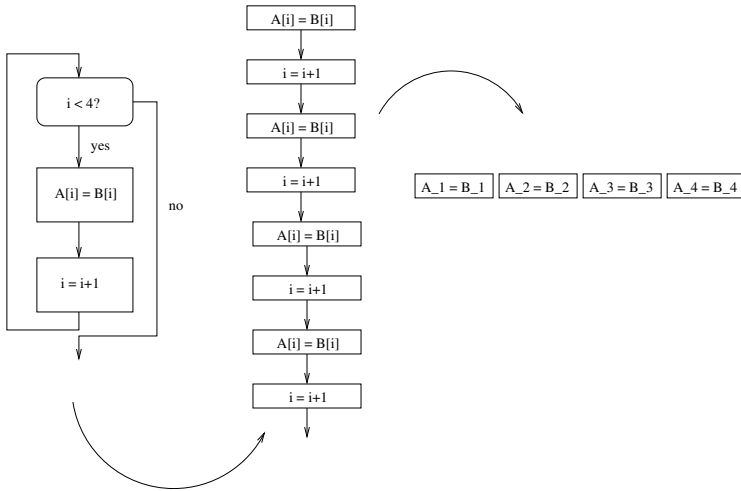 i < 4?
yes
A[i] = B[i]
no
i = i+1
A[i] = B[i]
i = i+1
A[i] = B[i]
i = i+1
A[i] = B[i]
i = i+1
A[i] = B[i]
i = i+1
A_1 = B_1 A_2 = B_2 A_3 = B_3 A_4 = B_4